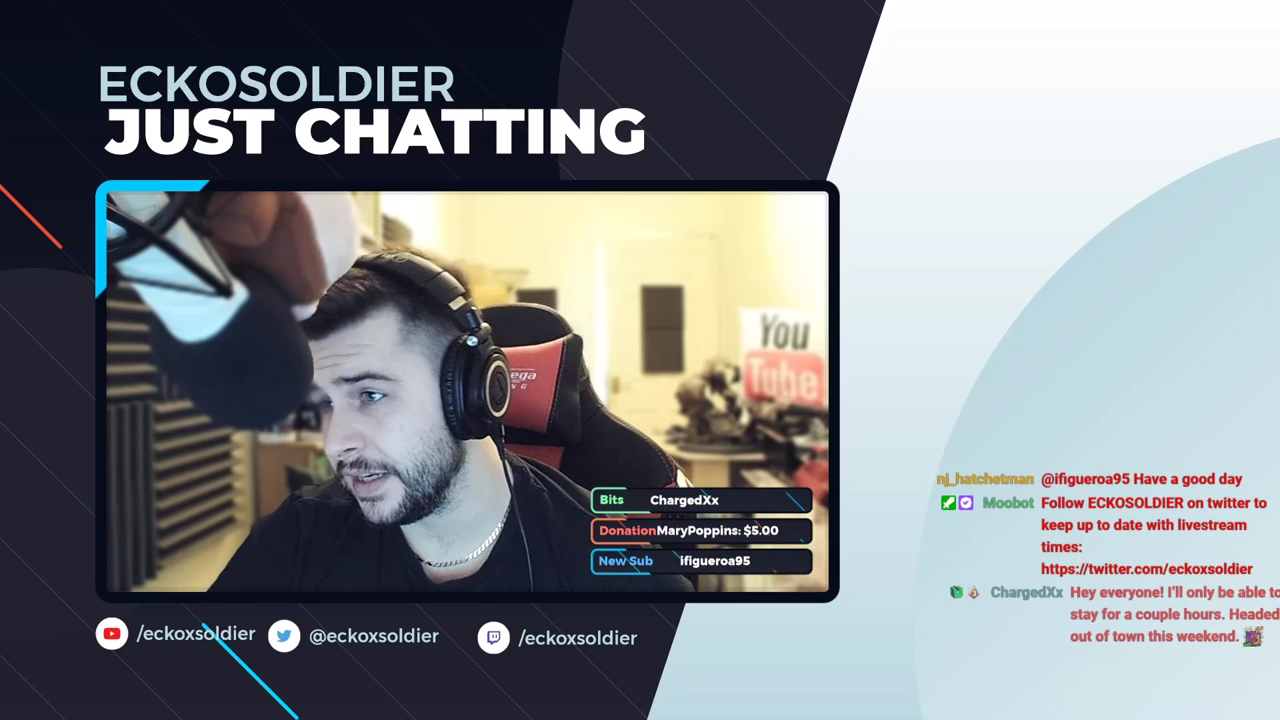 ECKOSOLDIER
JUST CHATTING
You
Tube
ega
Bits ChargedXx
Donation MaryPoppins: $5.00
New Sub ifigueroa95
/eckoxsoldier
@eckoxsoldier
/eckoxsoldier
nj_hatchetman @ifigueroa95 Have a good day
Moobot Follow ECKOSOLDIER on twitter to
keep up to date with livestream
times:
https://twitter.com/eckoxsoldier
ChargedXx Hey everyone! I'll only be able to
stay for a couple hours. Headed
out of town this weekend.